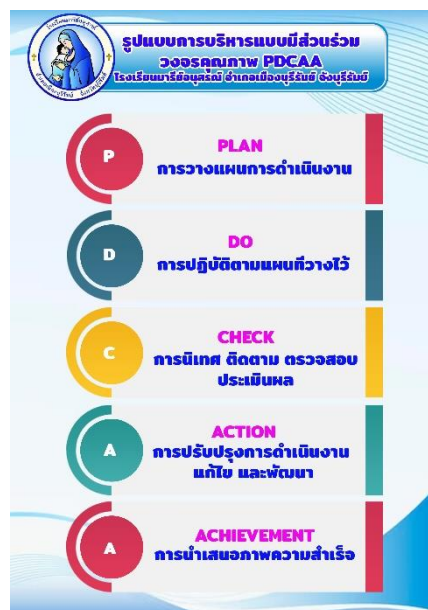 รูปแบบการบริหารแบบมีส่วนร่วม
วงจรคุณภาพ PDCAA
โรงเรียนมารีย์อนุสรณ์ อำเภอเมืองบุรีรัมย์ จังบุรีรัมย์
P
PLAN
การวางแผนการดำเนินงาน
D
DO
การปฏิบัติตามแผนที่วางไว้
C
CHECK
การนิเทศ ติดตาม ตรวจสอบ
ประเมินผล
A
ACTION
การปรับปรุงการดำเนินงาน
แก้ไข และพัฒนา
A
ACHIEVEMENT
การนำเสนอภาพความสำเร็จ